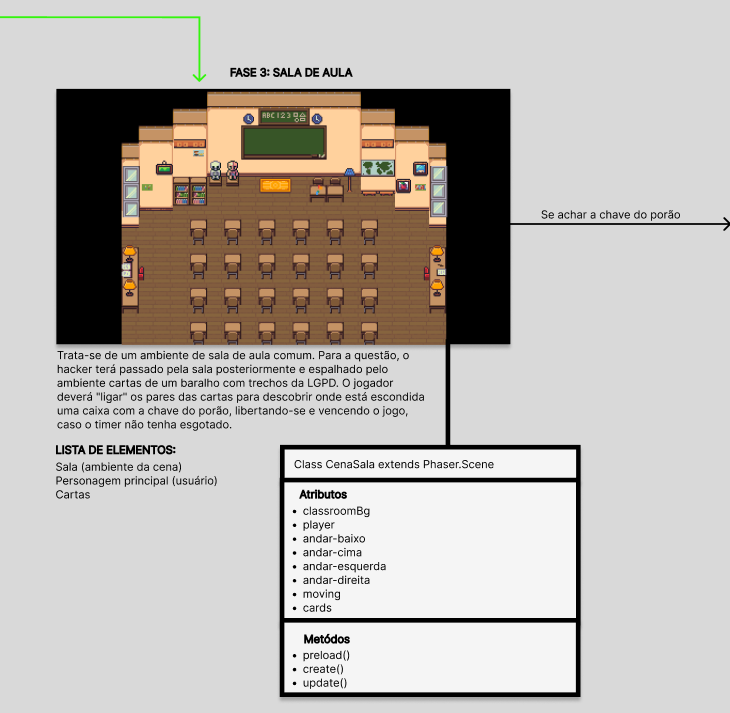 FASE 3: SALA DE AULA
ABC123
Se achar a chave do porão
Trata-se de um ambiente de sala de aula comum. Para a questão, o
hacker terá passado pela sala posteriormente e espalhado pelo
ambiente cartas de um baralho com trechos da LGPD. O jogador
deverá "ligar" os pares das cartas para descobrir onde está escondida
uma caixa com a chave do porão, libertando-se e vencendo o jogo,
caso o timer não tenha esgotado.
LISTA DE ELEMENTOS:
Sala (ambiente da cena)
Personagem principal (usuário)
Cartas
Class CenaSala extends Phaser.Scene
Atributos
• classroomBg
• player
• andar-baixo
• andar-cima
• andar-esquerda
• andar-direita
• moving
• cards
Metódos
• preload()
• create()
• update()